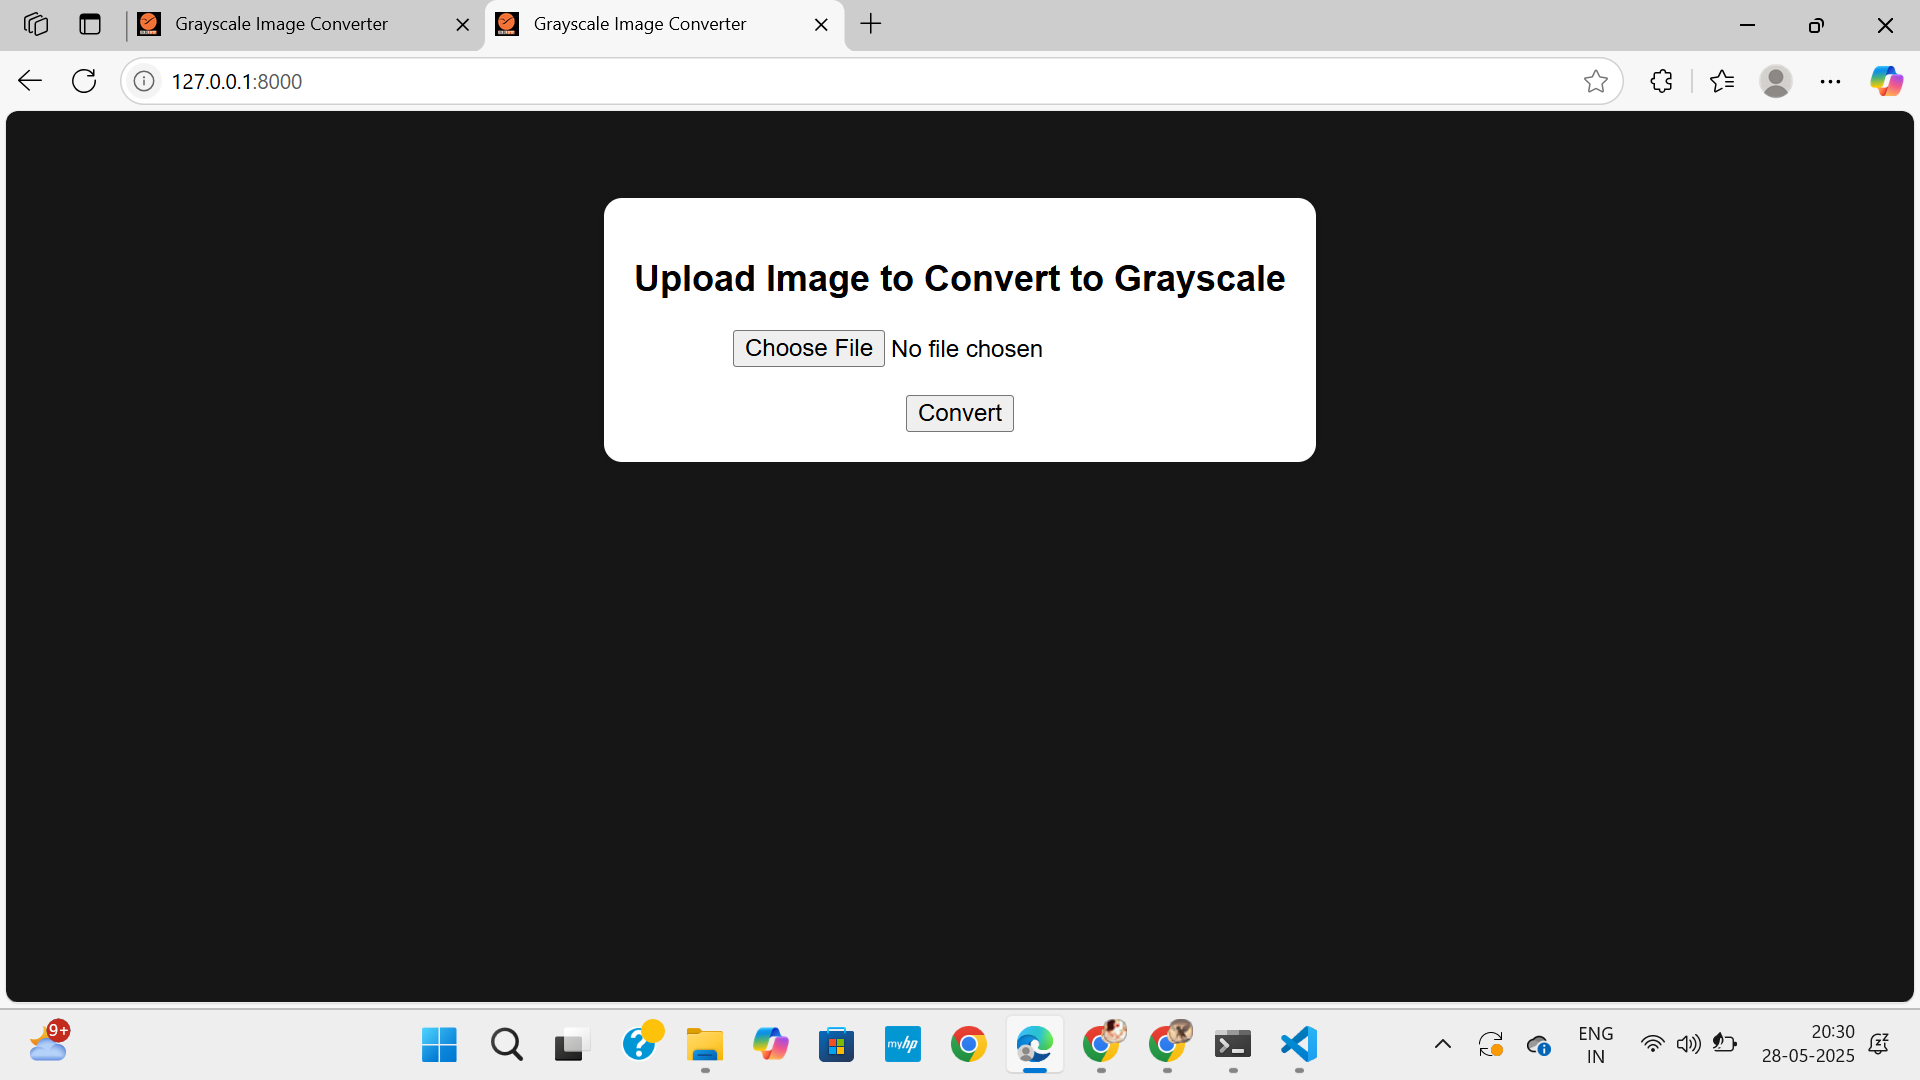 Grayscale Image Converter
Grayscale Image Converter
127.0.0.1:8000
Upload Image to Convert to Grayscale
Choose File No file chosen
Convert
9+
myhp
ENG
IN
20:30
28-05-2025